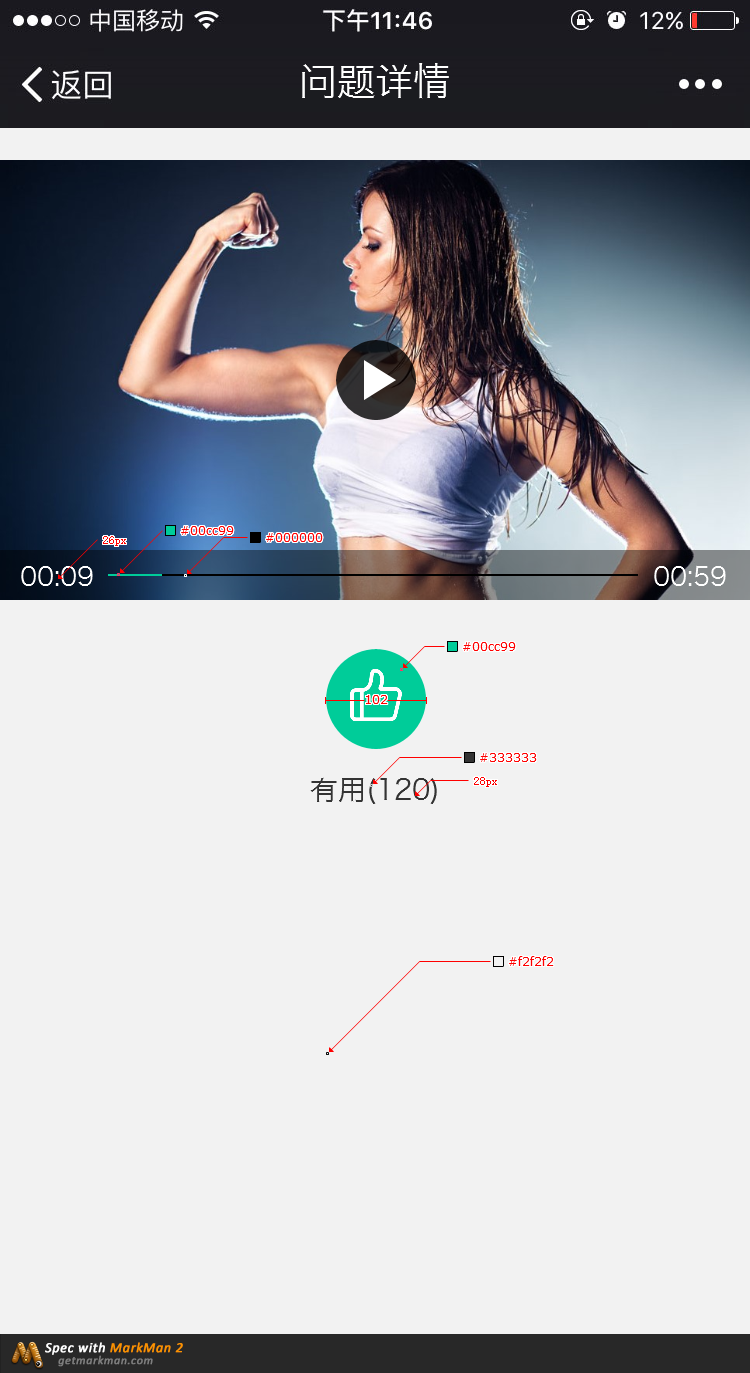 中国移动 下午11:46 12%
返回 问题详情
26px #00cc99 #000000
00:09 00:59
#00cc99
102
#333333
有用(120) 28px
#f2f2f2
Spec with MarkMan 2
getmarkman.com